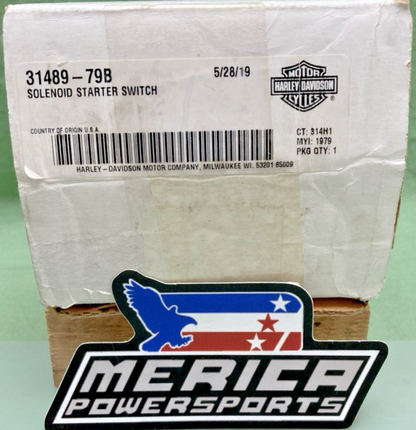 31489-79B
5/28/19
SOLENOID STARTER SWITCH
MOTOR
HARLEY-DAVIDSON
CYCLES
COUNTRY OF ORIGIN U.S.A.
CT: 314H1
MYI: 1979
PKG QTY: 1
HARLEY-DAVIDSON MOTOR COMPANY, MILWAUKEE WI. 53201 65009
MERICA
POWERSPORTS